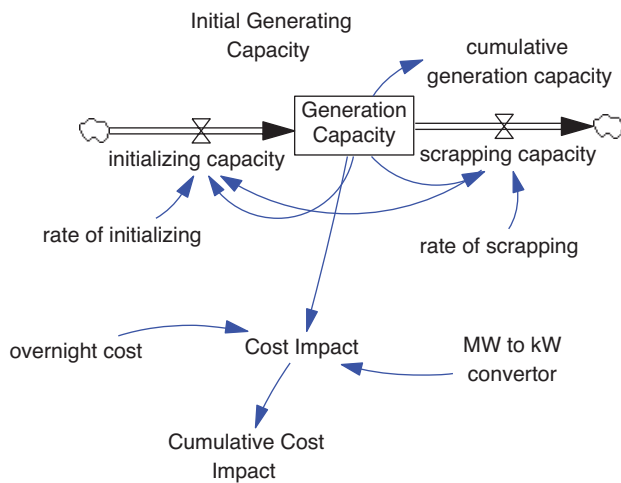 Initial Generating
Capacity
cumulative
generation capacity
Generation
Capacity
initializing capacity
scrapping capacity
rate of initializing
rate of scrapping
overnight cost
Cost Impact
MW to kW
convertor
Cumulative Cost
Impact